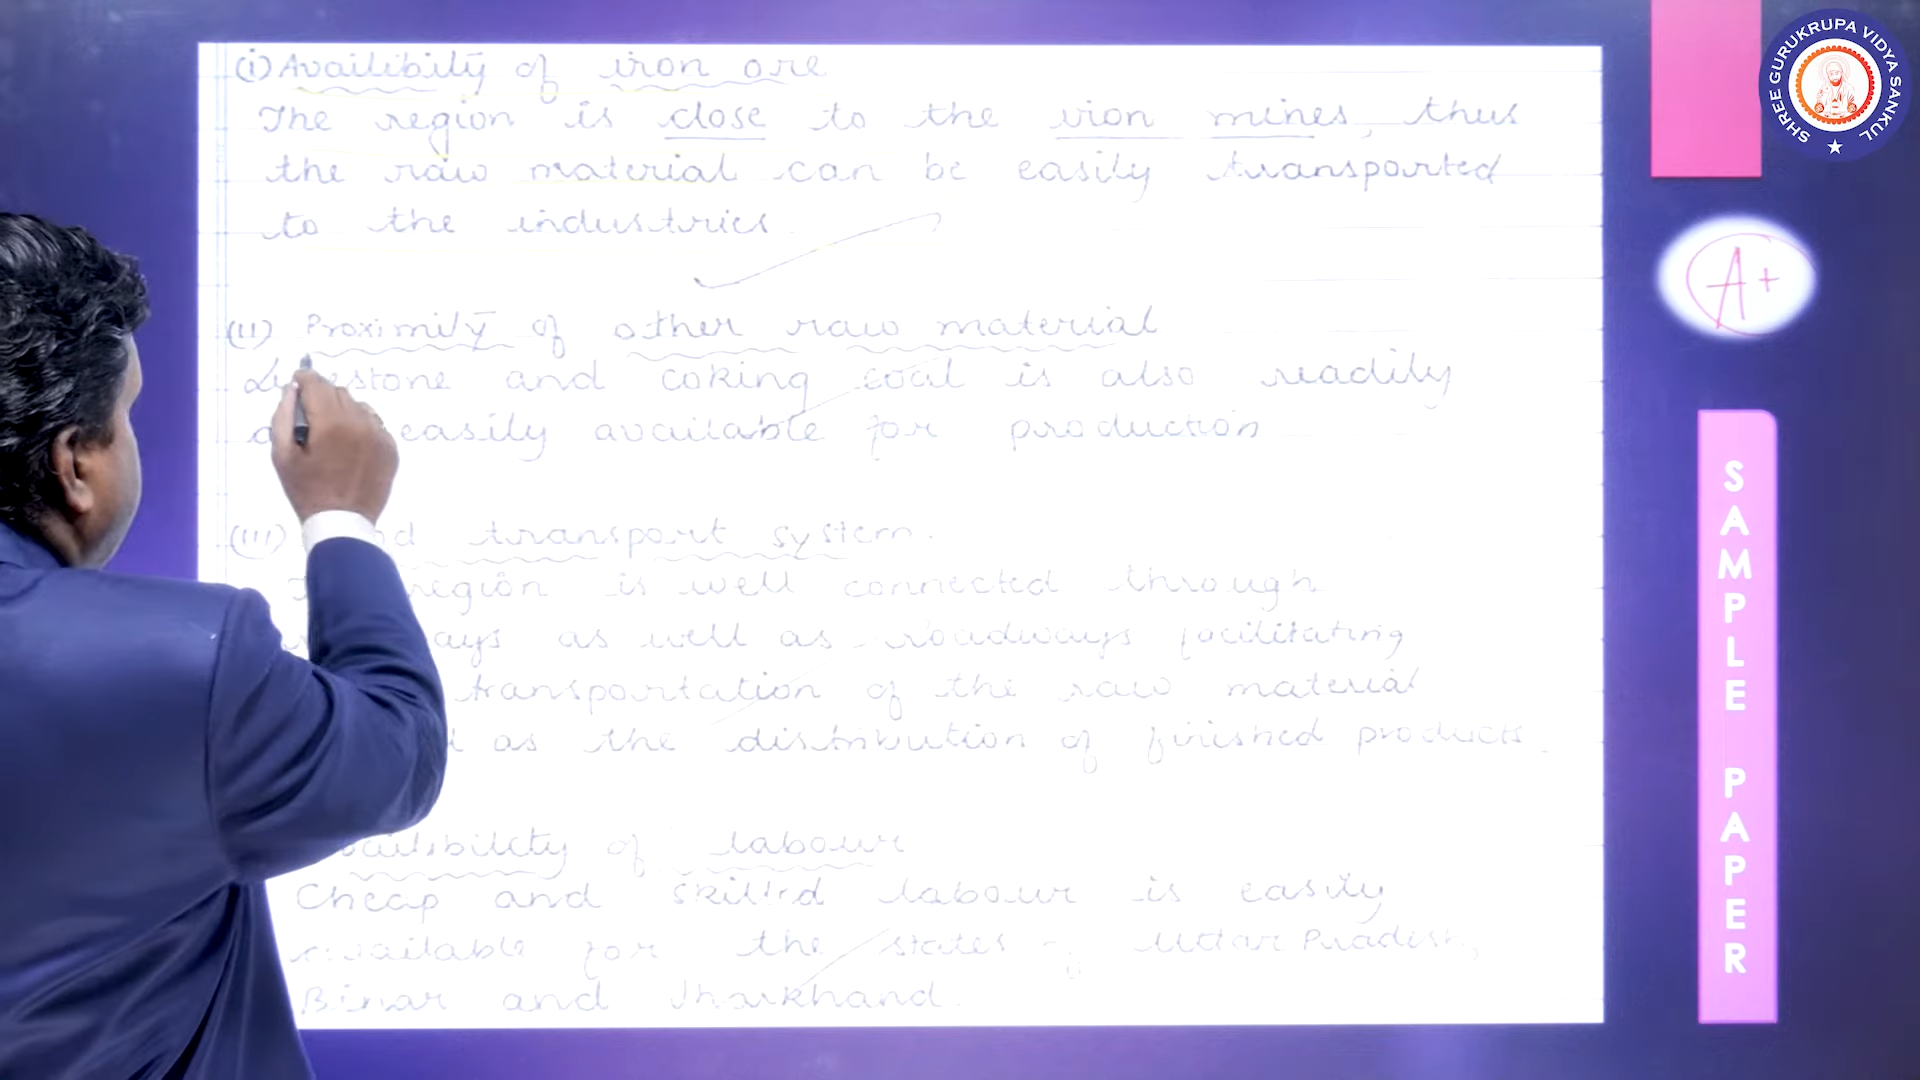 (i) Availibity of iron ore
The region is close to the iron mines, thus
the raw material can be easily transported
to the industries
(II) Proximity of other raw material
and coking coal is also readily
easily available for production
(III) transport system.
region is well connected through
as well as roadways facilitating
transportation of the raw material
as the distribution of finished products.
of labour
Cheap and skilled labour is easily
available for the states of Uttar Pradesh,
Bihar and Jharkhand.
SHREE GURUKRUPA VIDYA SANKUL
A+
SAMPLE PAPER